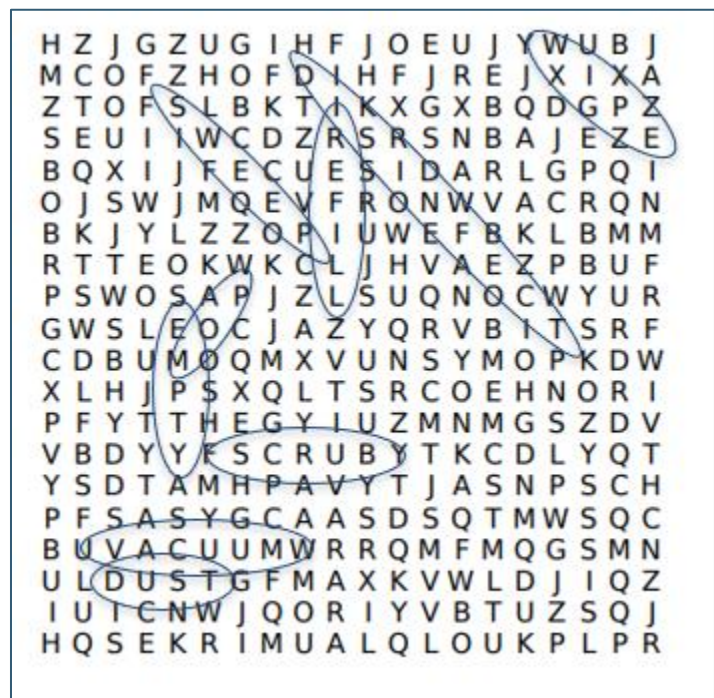 H Z J G Z U G I H F J O E U J Y W U B J
M C O F Z H O F D I H F J R E J X I X A
Z T O F S L B K T I K X G X B Q D G P Z
S E U I I W C D Z R S R S N B A J E Z E
B Q X I J F E C U E S I D A R L G P Q I
O J S W J M Q E V F R O N W V A C R Q N
B K J Y L Z Z O P I U W E F B K L B M M
R T T E O K W K C L J H V A E Z P B U F
P S W O S A P J Z L S U Q N O C W Y U R
G W S L E O C J A Z Y Q R V B I T S R F
C D B U M O Q M X V U N S Y M O P K D W
X L H J P S X Q L T S R C O E H N O R I
P F Y T T H E G Y I U Z M N M G S Z D V
V B D Y Y F S C R U B Y T K C D L Y Q T
Y S D T A M H P A V Y T J A S N P S C H
P F S A S Y G C A A S D S Q T M W S Q C
B U V A C U U M W R R Q M F M Q G S M N
U L D U S T G F M A X K V W L D J I Q Z
I U I C N W J Q O R I Y V B T U Z S Q J
H Q S E K R I M U A L Q L O U K P L P R